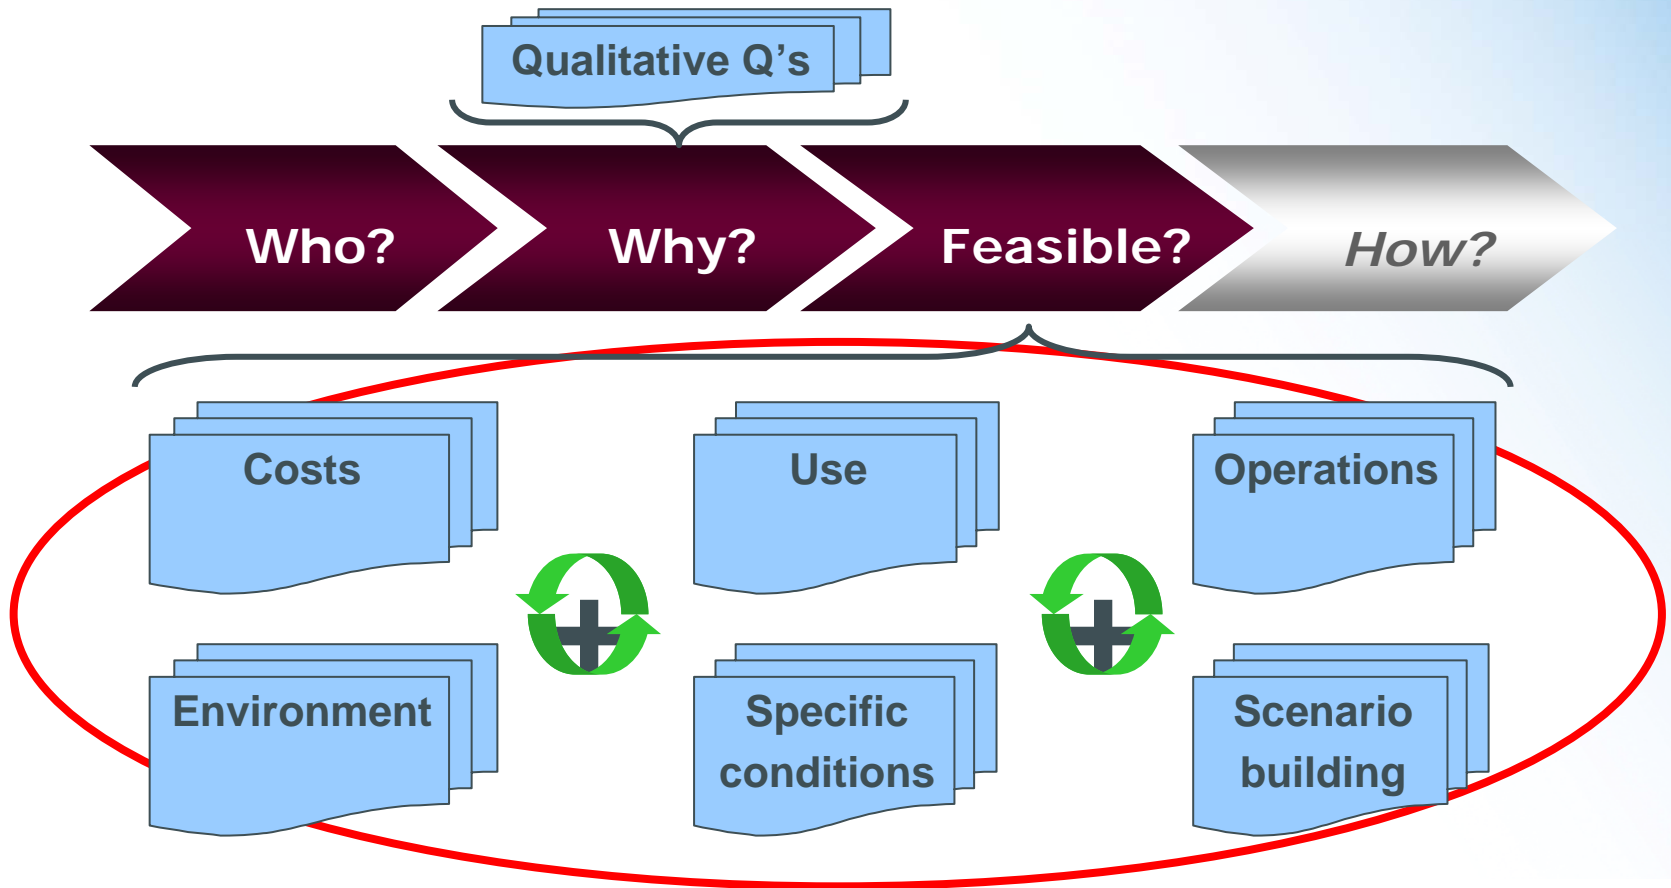 Qualitative Q’s
Who?
Why?
Feasible?
How?
Costs
Use
Operations
Environment
Specific
conditions
Scenario
building